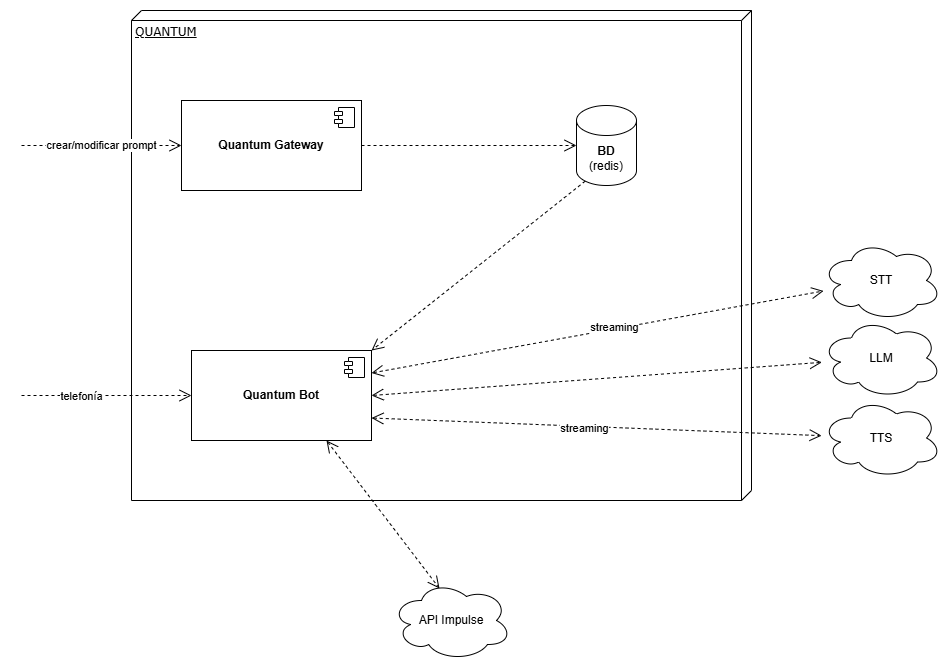 QUANTUM
crear/modificar prompt
Quantum Gateway
BD
(redis)
STT
streaming
LLM
telefonía
Quantum Bot
streaming
TTS
API Impulse